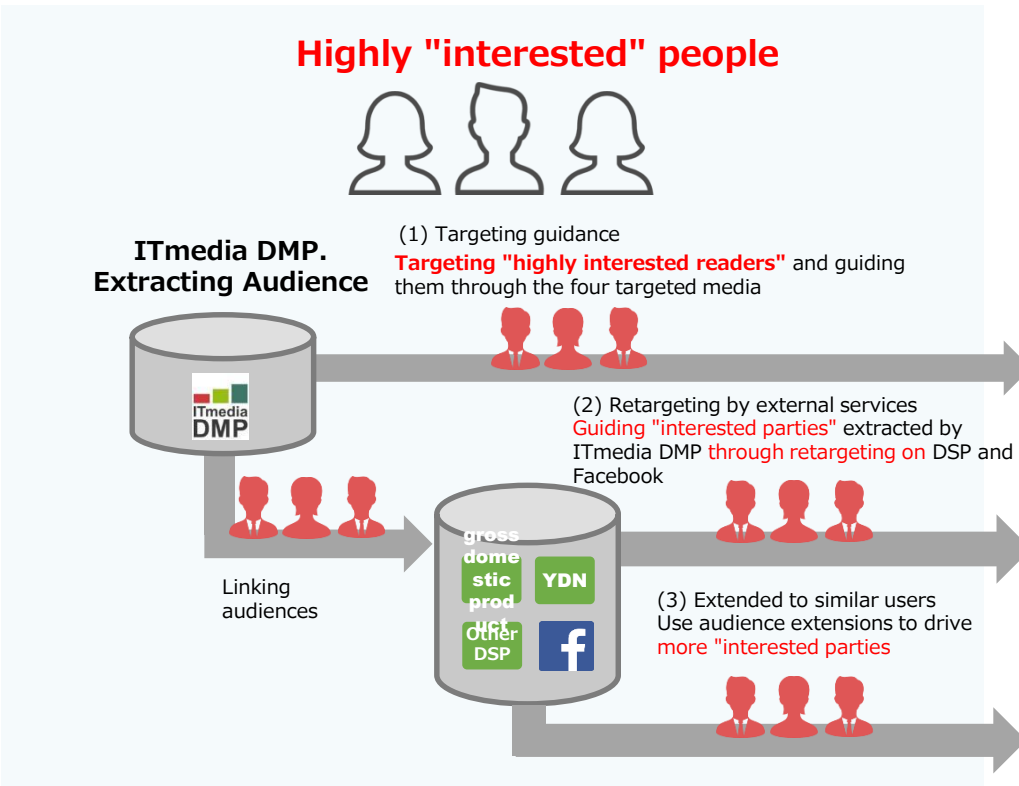 Highly "interested" people
ITmedia DMP.
Extracting Audience
(1) Targeting guidance
Targeting "highly interested readers" and guiding
them through the four targeted media
ITmedia
DMP
(2) Retargeting by external services
Guiding "interested parties" extracted by
ITmedia DMP through retargeting on DSP and
Facebook
Linking
audiences
gross
dome
stic
prod
uct
YDN
Other
DSP
f
(3) Extended to similar users
Use audience extensions to drive
more "interested parties